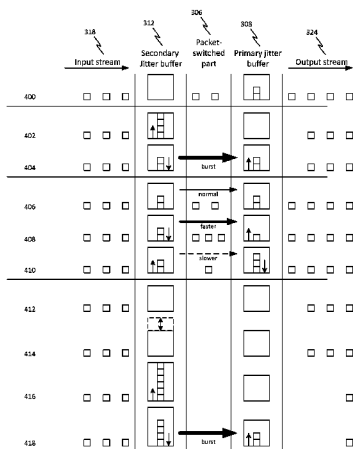 318
312
306
308
324
Input stream
Secondary
Jitter buffer
Packet-
switched
part
Primary jitter
buffer
Output stream
400
402
404
burst
406
normal
408
faster
410
slower
412
414
416
418
burst